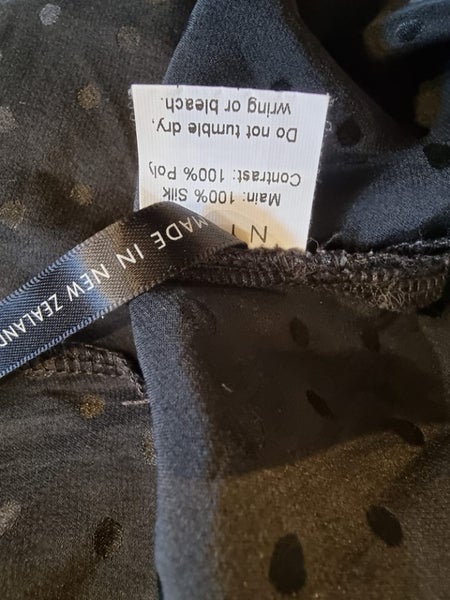 N
Main: 100% Silk
Contrast: 100% Poly
Do not tumble dry,
wring or bleach.
MADE IN NEW ZEALAND